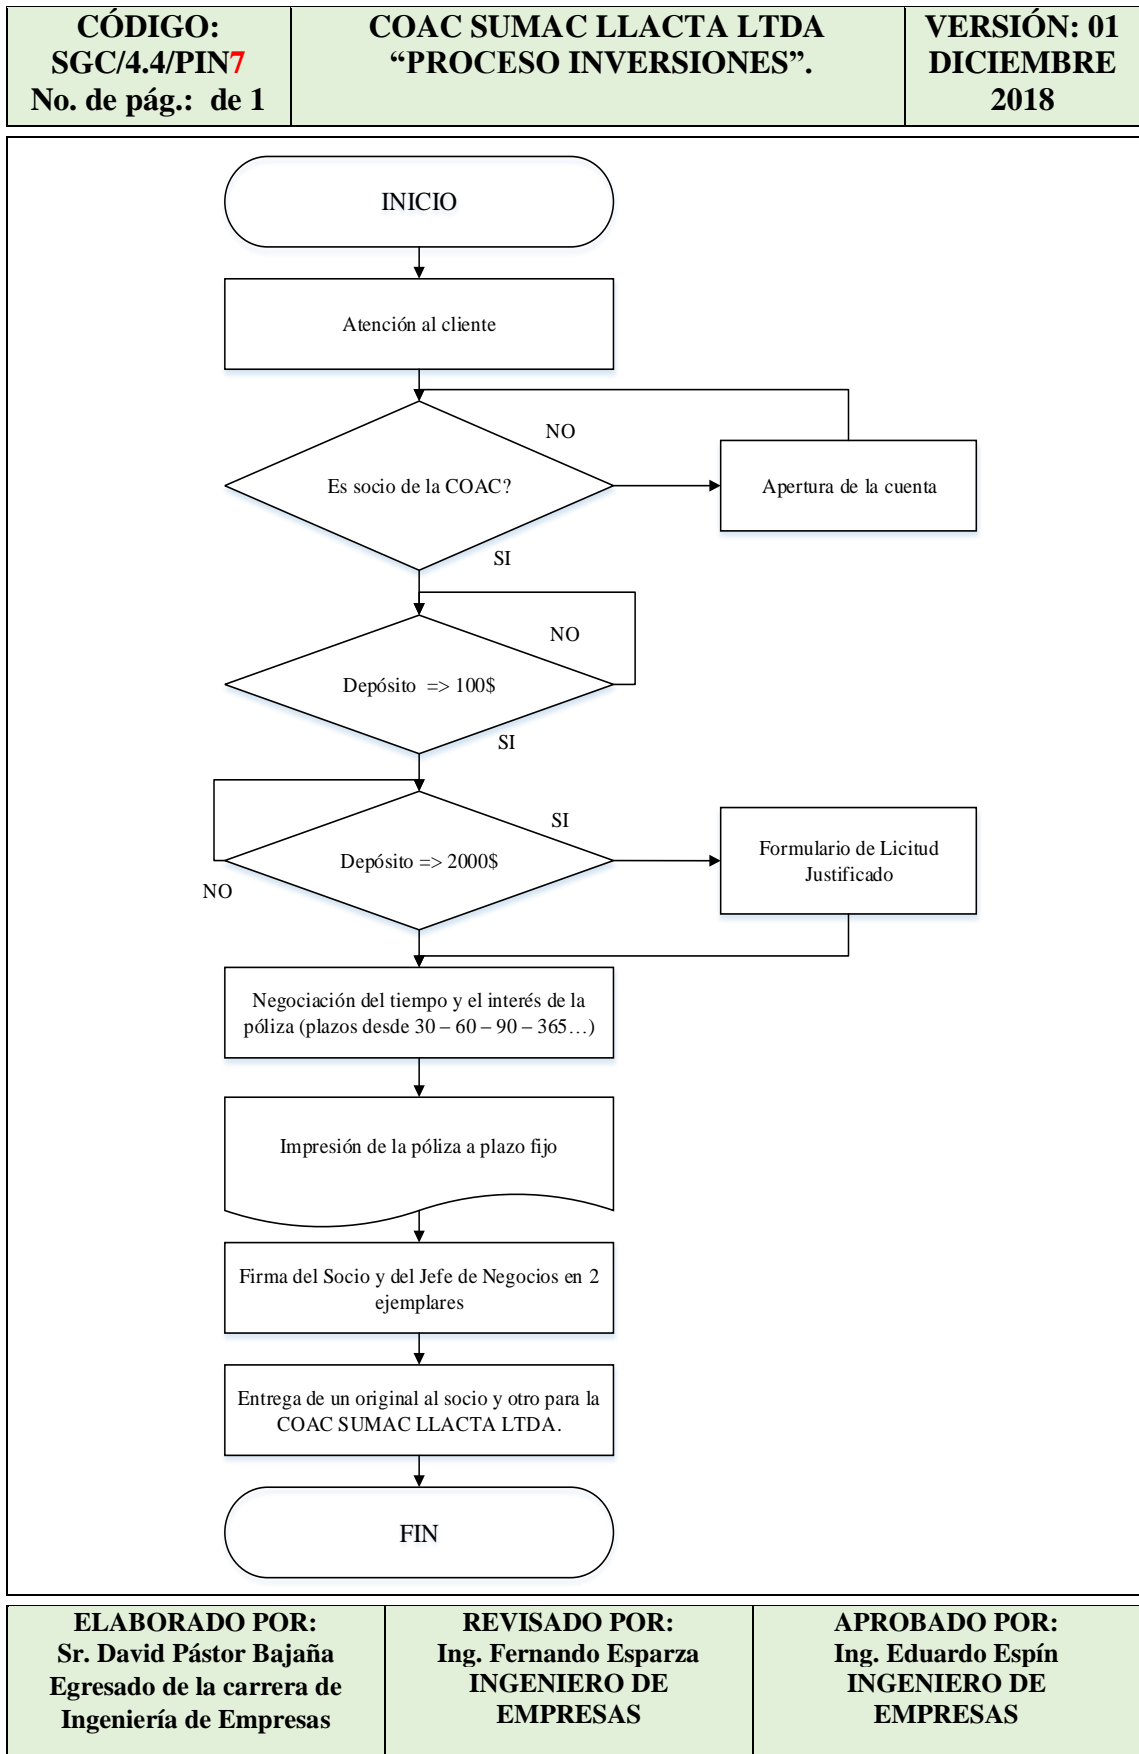 CÓDIGO:
SGC/4.4/PIN7
No. de pág.:  de 1
COAC SUMAC LLACTA LTDA
“PROCESO INVERSIONES”.
VERSIÓN: 01
DICIEMBRE
2018
INICIO
Atención al cliente
NO
Es socio de la COAC?
Apertura de la cuenta
SI
NO
Depósito  => 100$
SI
SI
Depósito => 2000$
Formulario de Licitud
Justificado
NO
Negociación del tiempo y el interés de la
póliza (plazos desde 30 – 60 – 90 – 365…)
Impresión de la póliza a plazo fijo
Firma del Socio y del Jefe de Negocios en 2
ejemplares
Entrega de un original al socio y otro para la
COAC SUMAC LLACTA LTDA.
FIN
ELABORADO POR:
Sr. David Pástor Bajaña
Egresado de la carrera de
Ingeniería de Empresas
REVISADO POR:
Ing. Fernando Esparza
INGENIERO DE
EMPRESAS
APROBADO POR:
Ing. Eduardo Espín
INGENIERO DE
EMPRESAS